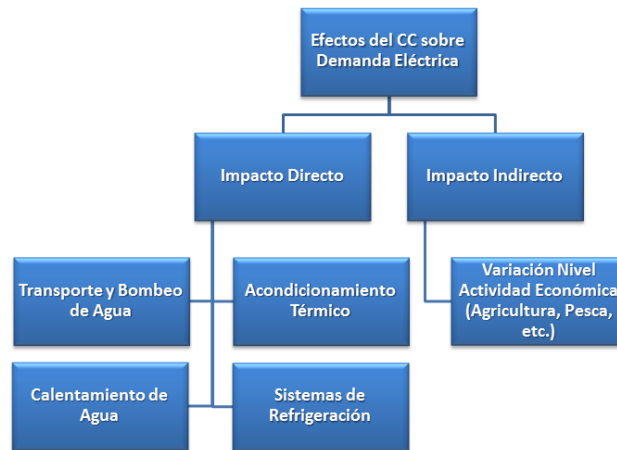 Efectos del CC sobre
Demanda Eléctrica
Impacto Directo
Impacto Indirecto
Transporte y Bombeo
de Agua
Acondicionamiento
Térmico
Variación Nivel
Actividad Económica
(Agricultura, Pesca,
etc.)
Calentamiento de
Agua
Sistemas de
Refrigeración